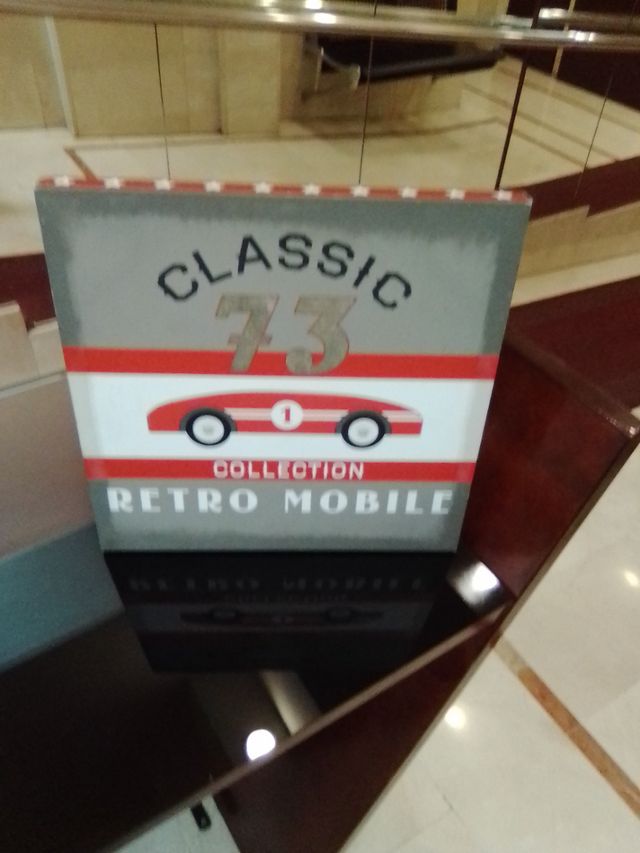 CLASSIC
73
1
COLLECTION
RETRO MOBILE